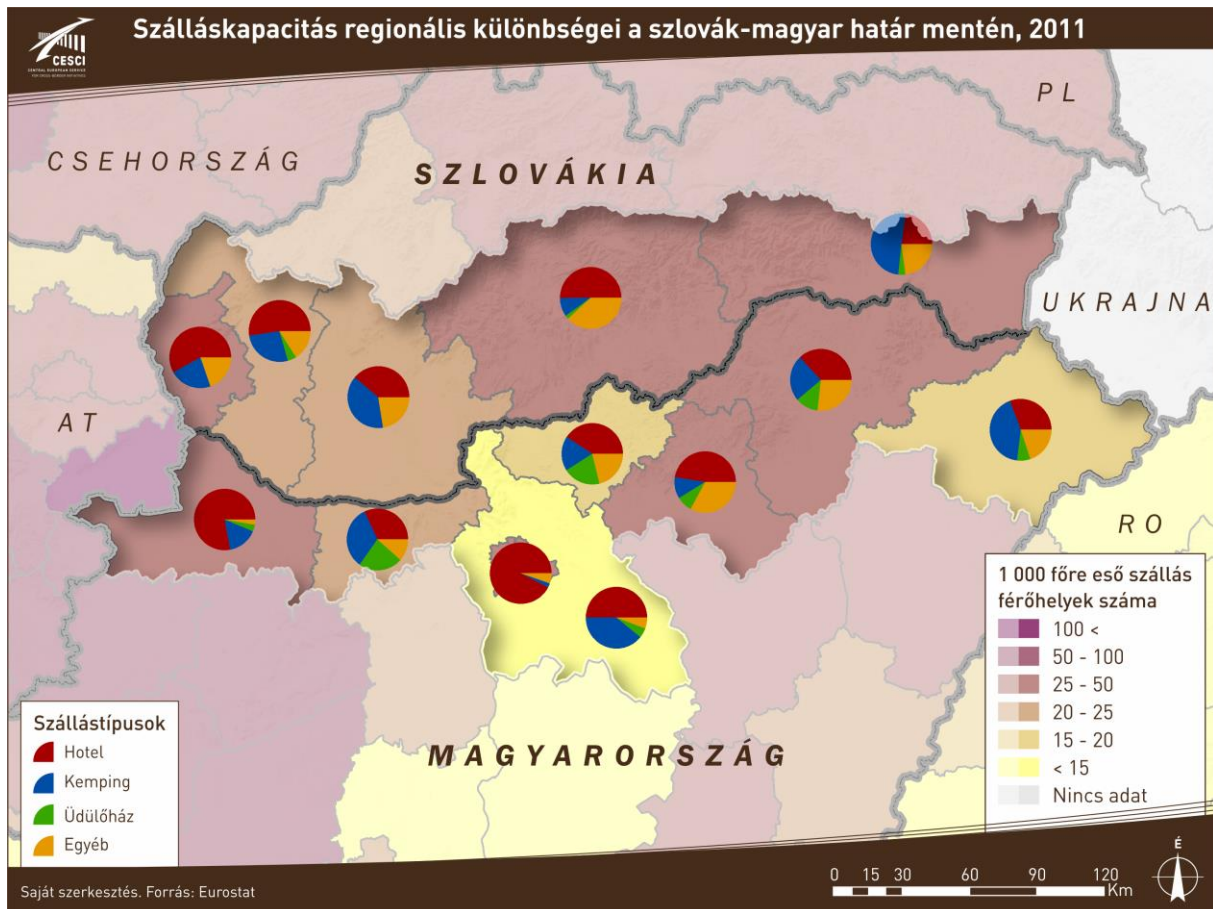 Szálláskapacitás regionális különbségei a szlovák-magyar határ mentén, 2011
CESCI
CENTRAL EUROPEAN SERVICE
FOR CROSS-BORDER INITIATIVES
PL
CSEHORSZÁG
SZLOVÁKIA
UKRAJNA
AT
RO
MAGYARORSZÁG
1 000 főre eső szállás
férőhelyek száma
100 <
50 - 100
25 - 50
20 - 25
15 - 20
< 15
Nincs adat
Szállástípusok
Hotel
Kemping
Üdülőház
Egyéb
Saját szerkesztés. Forrás: Eurostat
0 15 30 60 90 120
Km
É